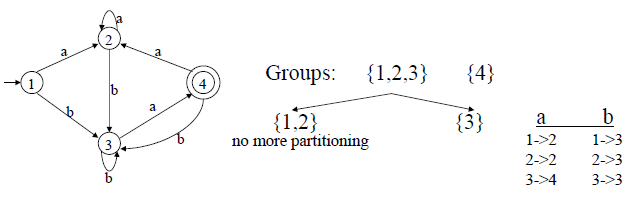 a
2
a
a
1
4
b
b
a
3
b
b
Groups: {1,2,3} {4}
{1,2} {3}
no more partitioning
a b
1->2 1->3
2->2 2->3
3->4 3->3